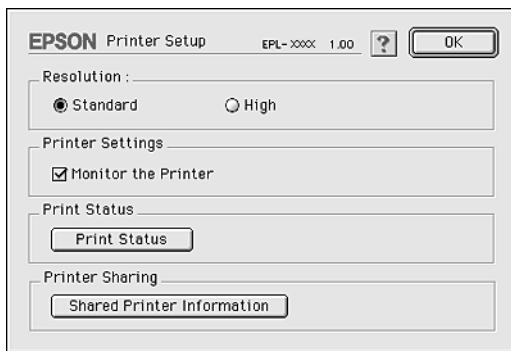 EPSON Printer Setup EPL-XXXX 1.00 ? OK
Resolution :
Standard High
Printer Settings
Monitor the Printer
Print Status
Print Status
Printer Sharing
Shared Printer Information